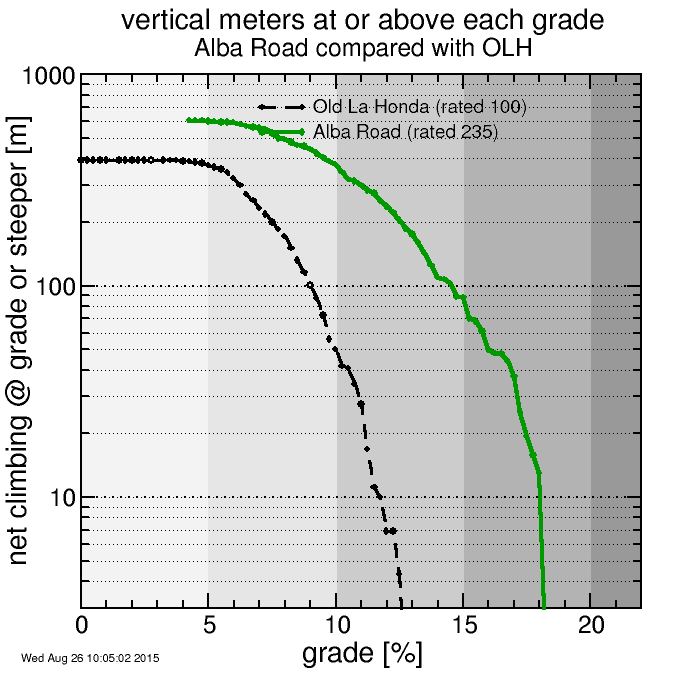 vertical meters at or above each grade
Alba Road compared with OLH
1000
100
10
net climbing @ grade or steeper [m]
Old La Honda (rated 100)
Alba Road (rated 235)
0 5 10 15 20
grade [%]
Wed Aug 26 10:05:02 2015